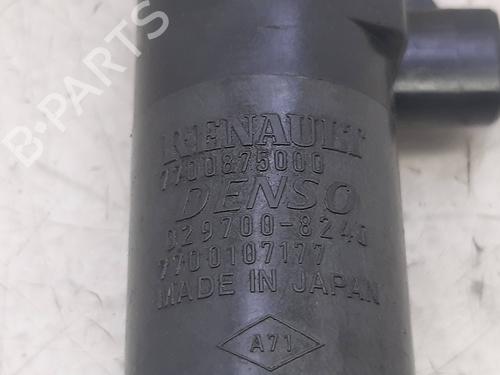 B-PARTS
RENAULT
7700875000
DENSO
029700-8240
7700107177
MADE IN JAPAN
A71